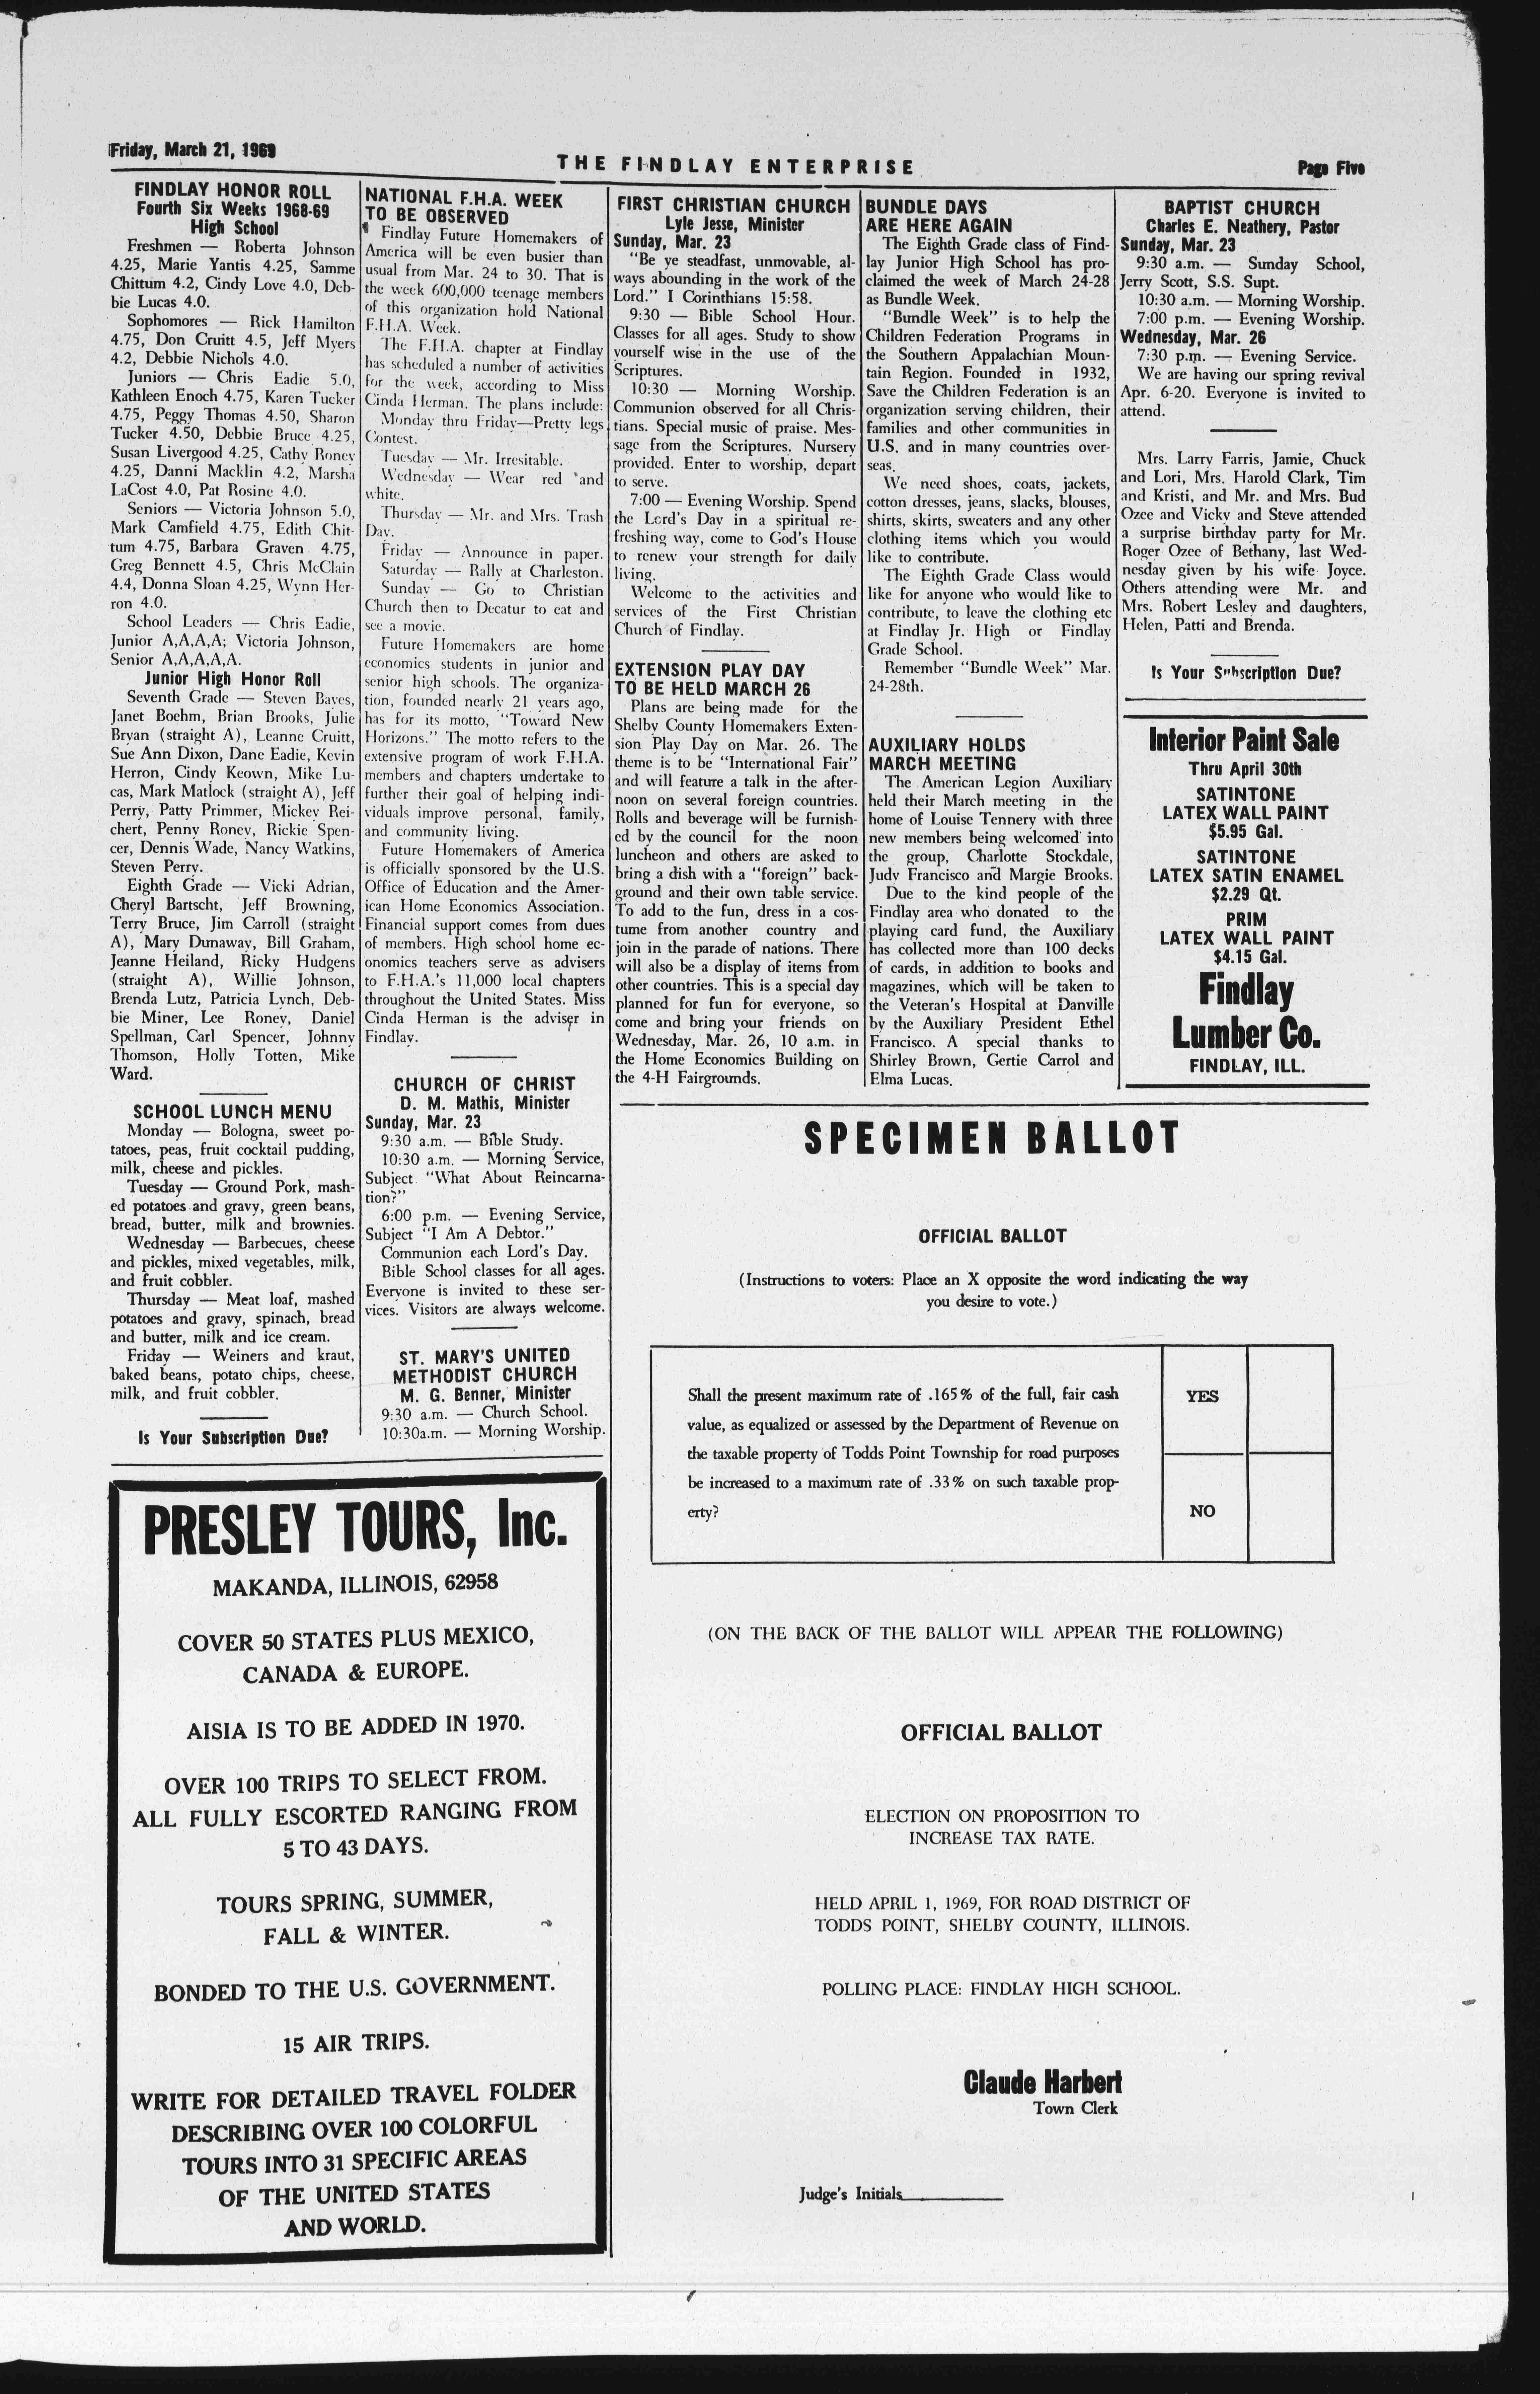 Friday, March 21, 1969
THE FINDLAY ENTERPRISE
Page Five
FINDLAY HONOR ROLL
Fourth Six Weeks 1968-69
High School
Freshmen — Roberta Johnson
4.25, Marie Yantis 4.25, Samme
Chittum 4.2, Cindy Love 4.0, Deb-
bie Lucas 4.0.
Sophomores — Rick Hamilton
4.75, Don Cruitt 4.5, Jeff Myers
4.2, Debbie Nichols 4.0.
Juniors — Chris Eadie 5.0,
Kathleen Enoch 4.75, Karen Tucker
4.75, Peggy Thomas 4.50, Sharon
Tucker 4.50, Debbie Bruce 4.25,
Susan Livergood 4.25, Cathy Roney
4.25, Danni Macklin 4.2, Marsha
LaCost 4.0, Pat Rosine 4.0.
Seniors — Victoria Johnson 5.0,
Mark Camfield 4.75, Edith Chit-
tum 4.75, Barbara Graven 4.75,
Greg Bennett 4.5, Chris McClain
4.4, Donna Sloan 4.25, Wynn Her-
ron 4.0.
School Leaders — Chris Eadie,
Junior A,A,A,A; Victoria Johnson,
Senior A,A,A,A,A.
Junior High Honor Roll
Seventh Grade — Steven Bayes,
Janet Boehm, Brian Brooks, Julie
Bryan (straight A), Leanne Cruitt,
Sue Ann Dixon, Dane Eadie, Kevin
Herron, Cindy Keown, Mike Lu-
cas, Mark Matlock (straight A), Jeff
Perry, Patty Primmer, Mickey Rei-
chert, Penny Roney, Rickie Spen-
cer, Dennis Wade, Nancy Watkins,
Steven Perry.
Eighth Grade — Vicki Adrian,
Cheryl Bartscht, Jeff Browning,
Terry Bruce, Jim Carroll (straight
A), Mary Dunaway, Bill Graham,
Jeanne Heiland, Ricky Hudgens
(straight A), Willie Johnson,
Brenda Lutz, Patricia Lynch, Deb-
bie Miner, Lee Roney, Daniel
Spellman, Carl Spencer, Johnny
Thomson, Holly Totten, Mike
Ward.
SCHOOL LUNCH MENU
Monday — Bologna, sweet po-
tatoes, peas, fruit cocktail pudding,
milk, cheese and pickles.
Tuesday — Ground Pork, mash-
ed potatoes and gravy, green beans,
bread, butter, milk and brownies.
Wednesday — Barbecues, cheese
and pickles, mixed vegetables, milk,
and fruit cobbler.
Thursday — Meat loaf, mashed
potatoes and gravy, spinach, bread
and butter, milk and ice cream.
Friday — Weiners and kraut,
baked beans, potato chips, cheese,
milk, and fruit cobbler.
Is Your Subscription Due?
NATIONAL F.H.A. WEEK
TO BE OBSERVED
Findlay Future Homemakers of
America will be even busier than
usual from Mar. 24 to 30. That is
the week 600,000 teenage members
of this organization hold National
F.H.A. Week.
The F.H.A. chapter at Findlay
has scheduled a number of activities
for the week, according to Miss
Cinda Herman. The plans include:
Monday thru Friday—Pretty legs
Contest.
Tuesday — Mr. Irresitable.
Wednesday — Wear red and
white.
Thursday — Mr. and Mrs. Trash
Day.
Friday — Announce in paper.
Saturday — Rally at Charleston.
Sunday — Go to Christian
Church then to Decatur to eat and
see a movie.
Future Homemakers are home
economics students in junior and
senior high schools. The organiza-
tion, founded nearly 21 years ago,
has for its motto, "Toward New
Horizons." The motto refers to the
extensive program of work F.H.A.
members and chapters undertake to
further their goal of helping indi-
viduals improve personal, family,
and community living.
Future Homemakers of America
is officially sponsored by the U.S.
Office of Education and the Amer-
ican Home Economics Association.
Financial support comes from dues
of members. High school home ec-
onomics teachers serve as advisers
to F.H.A.'s 11,000 local chapters
throughout the United States. Miss
Cinda Herman is the adviser in
Findlay.
CHURCH OF CHRIST
D. M. Mathis, Minister
Sunday, Mar. 23
9:30 a.m. — Bible Study.
10:30 a.m. — Morning Service,
Subject "What About Reincarna-
tion?"
6:00 p.m. — Evening Service,
Subject "I Am A Debtor."
Communion each Lord's Day.
Bible School classes for all ages.
Everyone is invited to these ser-
vices. Visitors are always welcome.
ST. MARY'S UNITED
METHODIST CHURCH
M. G. Benner, Minister
9:30 a.m. — Church School.
10:30a.m. — Morning Worship.
FIRST CHRISTIAN CHURCH
Lyle Jesse, Minister
Sunday, Mar. 23
"Be ye steadfast, unmovable, al-
ways abounding in the work of the
Lord." I Corinthians 15:58.
9:30 — Bible School Hour.
Classes for all ages. Study to show
yourself wise in the use of the
Scriptures.
10:30 — Morning Worship.
Communion observed for all Chris-
tians. Special music of praise. Mes-
sage from the Scriptures. Nursery
provided. Enter to worship, depart
to serve.
7:00 — Evening Worship. Spend
the Lord's Day in a spiritual re-
freshing way, come to God's House
to renew your strength for daily
living.
Welcome to the activities and
services of the First Christian
Church of Findlay.
EXTENSION PLAY DAY
TO BE HELD MARCH 26
Plans are being made for the
Shelby County Homemakers Exten-
sion Play Day on Mar. 26. The
theme is to be "International Fair"
and will feature a talk in the after-
noon on several foreign countries.
Rolls and beverage will be furnish-
ed by the council for the noon
luncheon and others are asked to
bring a dish with a "foreign" back-
ground and their own table service.
To add to the fun, dress in a cos-
tume from another country and
join in the parade of nations. There
will also be a display of items from
other countries. This is a special day
planned for fun for everyone, so
come and bring your friends on
Wednesday, Mar. 26, 10 a.m. in
the Home Economics Building on
the 4-H Fairgrounds.
BUNDLE DAYS
ARE HERE AGAIN
The Eighth Grade class of Find-
lay Junior High School has pro-
claimed the week of March 24-28
as Bundle Week.
"Bundle Week" is to help the
Children Federation Programs in
the Southern Appalachian Moun-
tain Region. Founded in 1932,
Save the Children Federation is an
organization serving children, their
families and other communities in
U.S. and in many countries over-
seas.
We need shoes, coats, jackets,
cotton dresses, jeans, slacks, blouses,
shirts, skirts, sweaters and any other
clothing items which you would
like to contribute.
The Eighth Grade Class would
like for anyone who would like to
contribute, to leave the clothing etc
at Findlay Jr. High or Findlay
Grade School.
Remember "Bundle Week" Mar.
24-28th.
AUXILIARY HOLDS
MARCH MEETING
The American Legion Auxiliary
held their March meeting in the
home of Louise Tennery with three
new members being welcomed into
the group, Charlotte Stockdale,
Judy Francisco and Margie Brooks.
Due to the kind people of the
Findlay area who donated to the
playing card fund, the Auxiliary
has collected more than 100 decks
of cards, in addition to books and
magazines, which will be taken to
the Veteran's Hospital at Danville
by the Auxiliary President Ethel
Francisco. A special thanks to
Shirley Brown, Gertie Carrol and
Elma Lucas.
BAPTIST CHURCH
Charles E. Neathery, Pastor
Sunday, Mar. 23
9:30 a.m. — Sunday School,
Jerry Scott, S.S. Supt.
10:30 a.m. — Morning Worship.
7:00 p.m. — Evening Worship.
Wednesday, Mar. 26
7:30 p.m. — Evening Service.
We are having our spring revival
Apr. 6-20. Everyone is invited to
attend.
Mrs. Larry Farris, Jamie, Chuck
and Lori, Mrs. Harold Clark, Tim
and Kristi, and Mr. and Mrs. Bud
Ozee and Vicky and Steve attended
a surprise birthday party for Mr.
Roger Ozee of Bethany, last Wed-
nesday given by his wife Joyce.
Others attending were Mr. and
Mrs. Robert Lesley and daughters,
Helen, Patti and Brenda.
Is Your Subscription Due?
Interior Paint Sale
Thru April 30th
SATINTONE
LATEX WALL PAINT
$5.95 Gal.
SATINTONE
LATEX SATIN ENAMEL
$2.29 Qt.
PRIM
LATEX WALL PAINT
$4.15 Gal.
Findlay
Lumber Co.
FINDLAY, ILL.
PRESLEY TOURS, Inc.
MAKANDA, ILLINOIS, 62958
COVER 50 STATES PLUS MEXICO,
CANADA & EUROPE.
AISIA IS TO BE ADDED IN 1970.
OVER 100 TRIPS TO SELECT FROM.
ALL FULLY ESCORTED RANGING FROM
5 TO 43 DAYS.
TOURS SPRING, SUMMER,
FALL & WINTER.
BONDED TO THE U.S. GOVERNMENT.
15 AIR TRIPS.
WRITE FOR DETAILED TRAVEL FOLDER
DESCRIBING OVER 100 COLORFUL
TOURS INTO 31 SPECIFIC AREAS
OF THE UNITED STATES
AND WORLD.
SPECIMEN BALLOT
OFFICIAL BALLOT
(Instructions to voters: Place an X opposite the word indicating the way
you desire to vote.)
Shall the present maximum rate of .165% of the full, fair cash
value, as equalized or assessed by the Department of Revenue on
the taxable property of Todds Point Township for road purposes
be increased to a maximum rate of .33% on such taxable prop-
erty?
YES
NO
(ON THE BACK OF THE BALLOT WILL APPEAR THE FOLLOWING)
OFFICIAL BALLOT
ELECTION ON PROPOSITION TO
INCREASE TAX RATE.
HELD APRIL 1, 1969, FOR ROAD DISTRICT OF
TODDS POINT, SHELBY COUNTY, ILLINOIS.
POLLING PLACE: FINDLAY HIGH SCHOOL.
Claude Harbert
Town Clerk
Judge's Initials